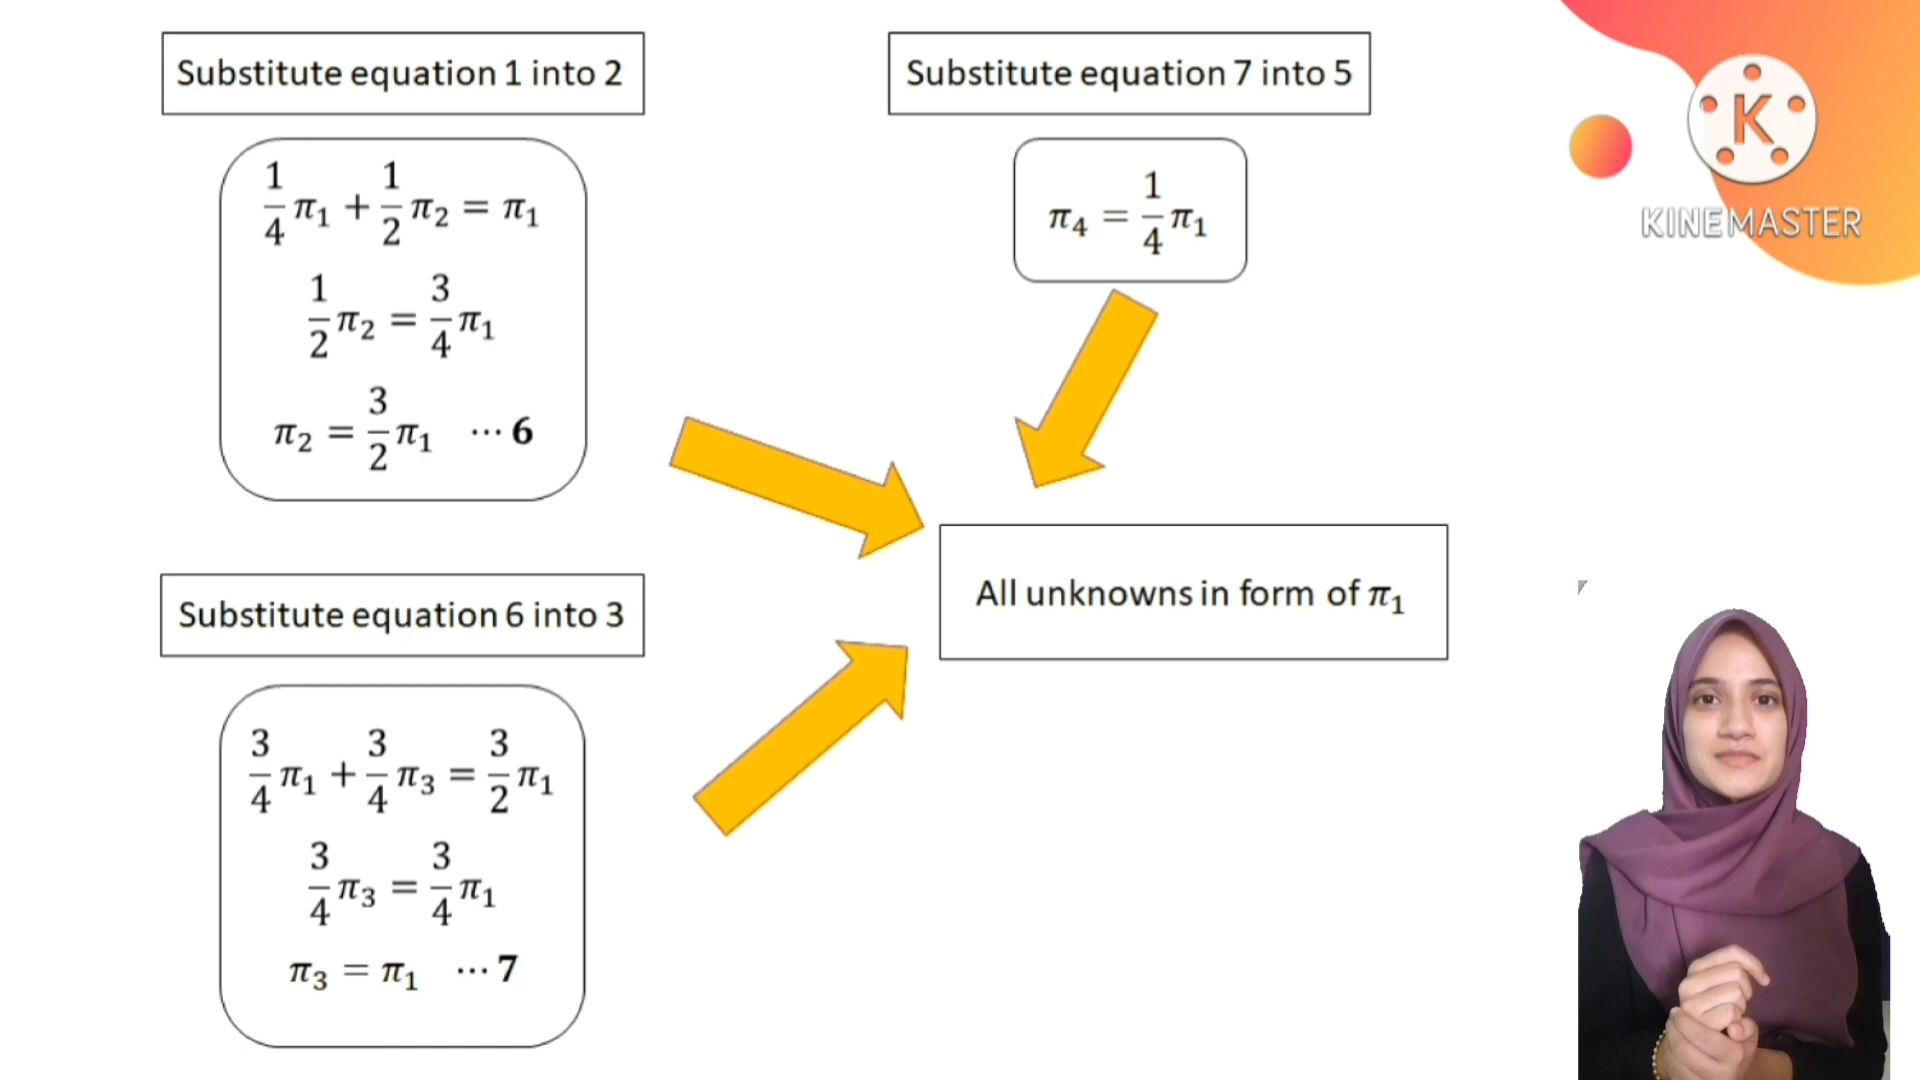 Substitute equation 1 into 2
1/4 π₁ + 1/2 π₂ = π₁
1/2 π₂ = 3/4 π₁
π₂ = 3/2 π₁ ⋯ 6
Substitute equation 6 into 3
3/4 π₁ + 3/4 π₃ = 3/2 π₁
3/4 π₃ = 3/4 π₁
π₃ = π₁ ⋯ 7
Substitute equation 7 into 5
π₄ = 1/4 π₁
All unknowns in form of π₁
K
KINEMASTER